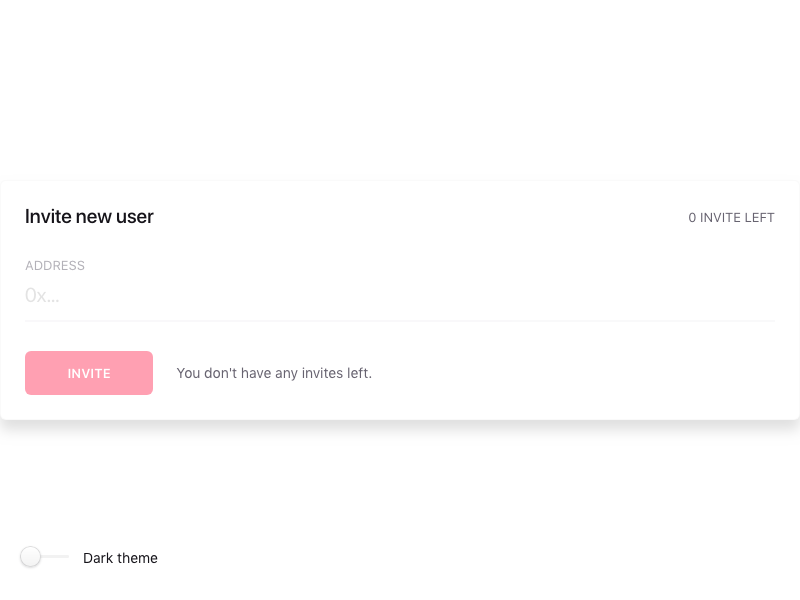 Invite new user
0 INVITE LEFT
ADDRESS
0x...
INVITE
You don't have any invites left.
Dark theme